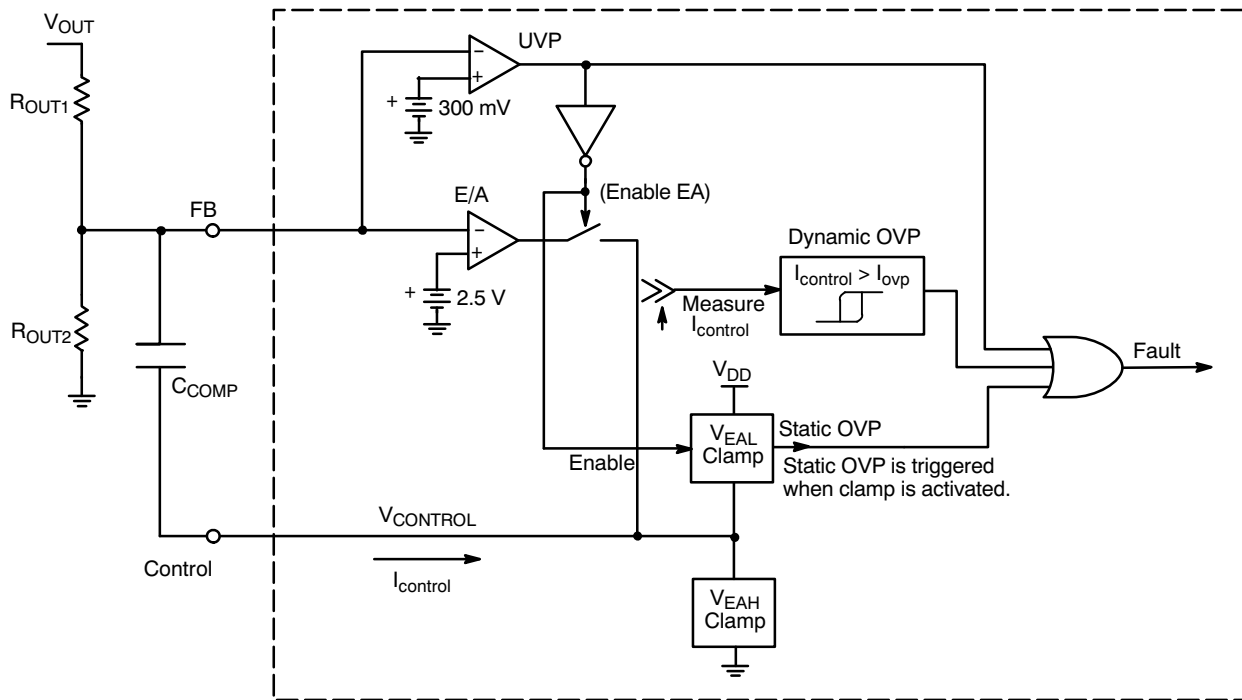 VOUT
ROUT1
ROUT2
CCOMP
FB
Control
UVP
−
+
+
300 mV
(Enable EA)
E/A
−
+
+
2.5 V
Dynamic OVP
Icontrol > Iovp
Measure
Icontrol
VDD
VEAL
Clamp
Enable
Static OVP
Static OVP is triggered
when clamp is activated.
Fault
VCONTROL
Icontrol
VEAH
Clamp